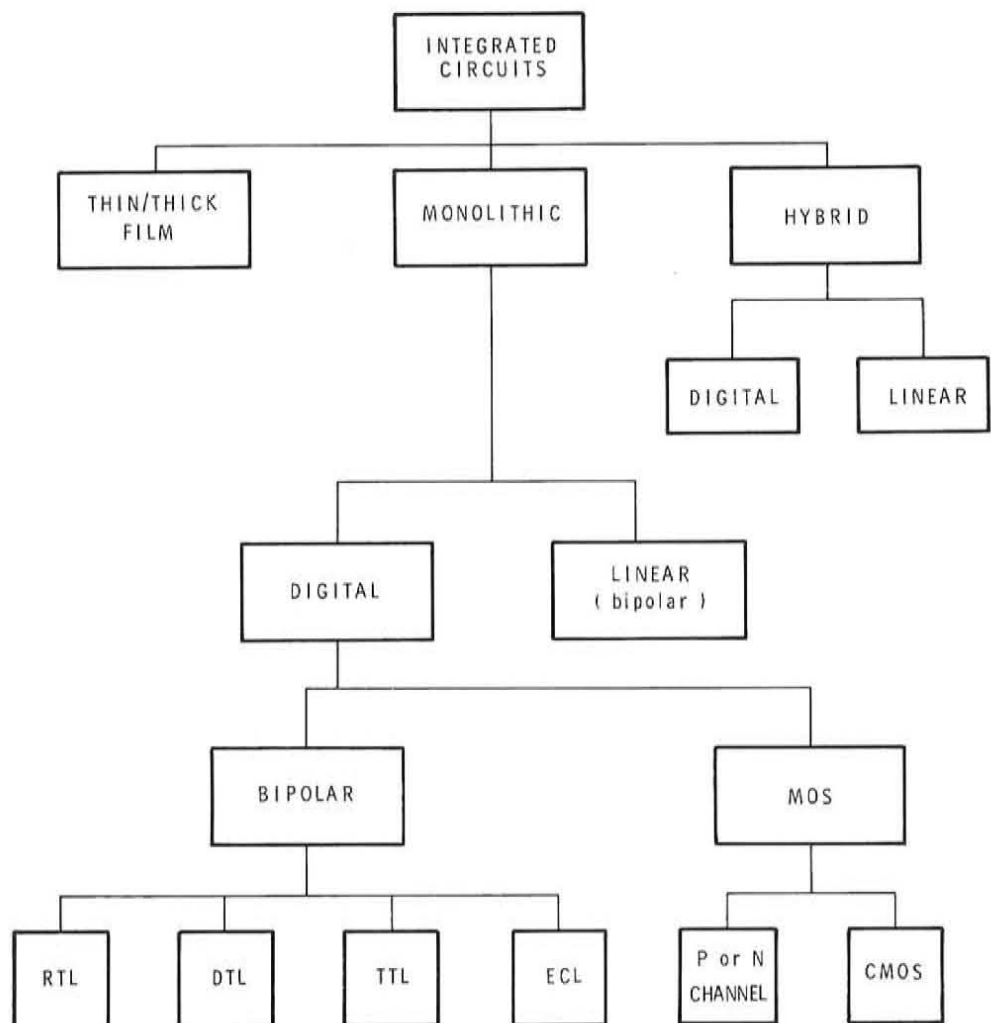 INTEGRATED
CIRCUITS
THIN/THICK
FILM
MONOLITHIC
HYBRID
DIGITAL
LINEAR
DIGITAL
LINEAR
( bipolar )
BIPOLAR
MOS
RTL
DTL
TTL
ECL
P or N
CHANNEL
CMOS